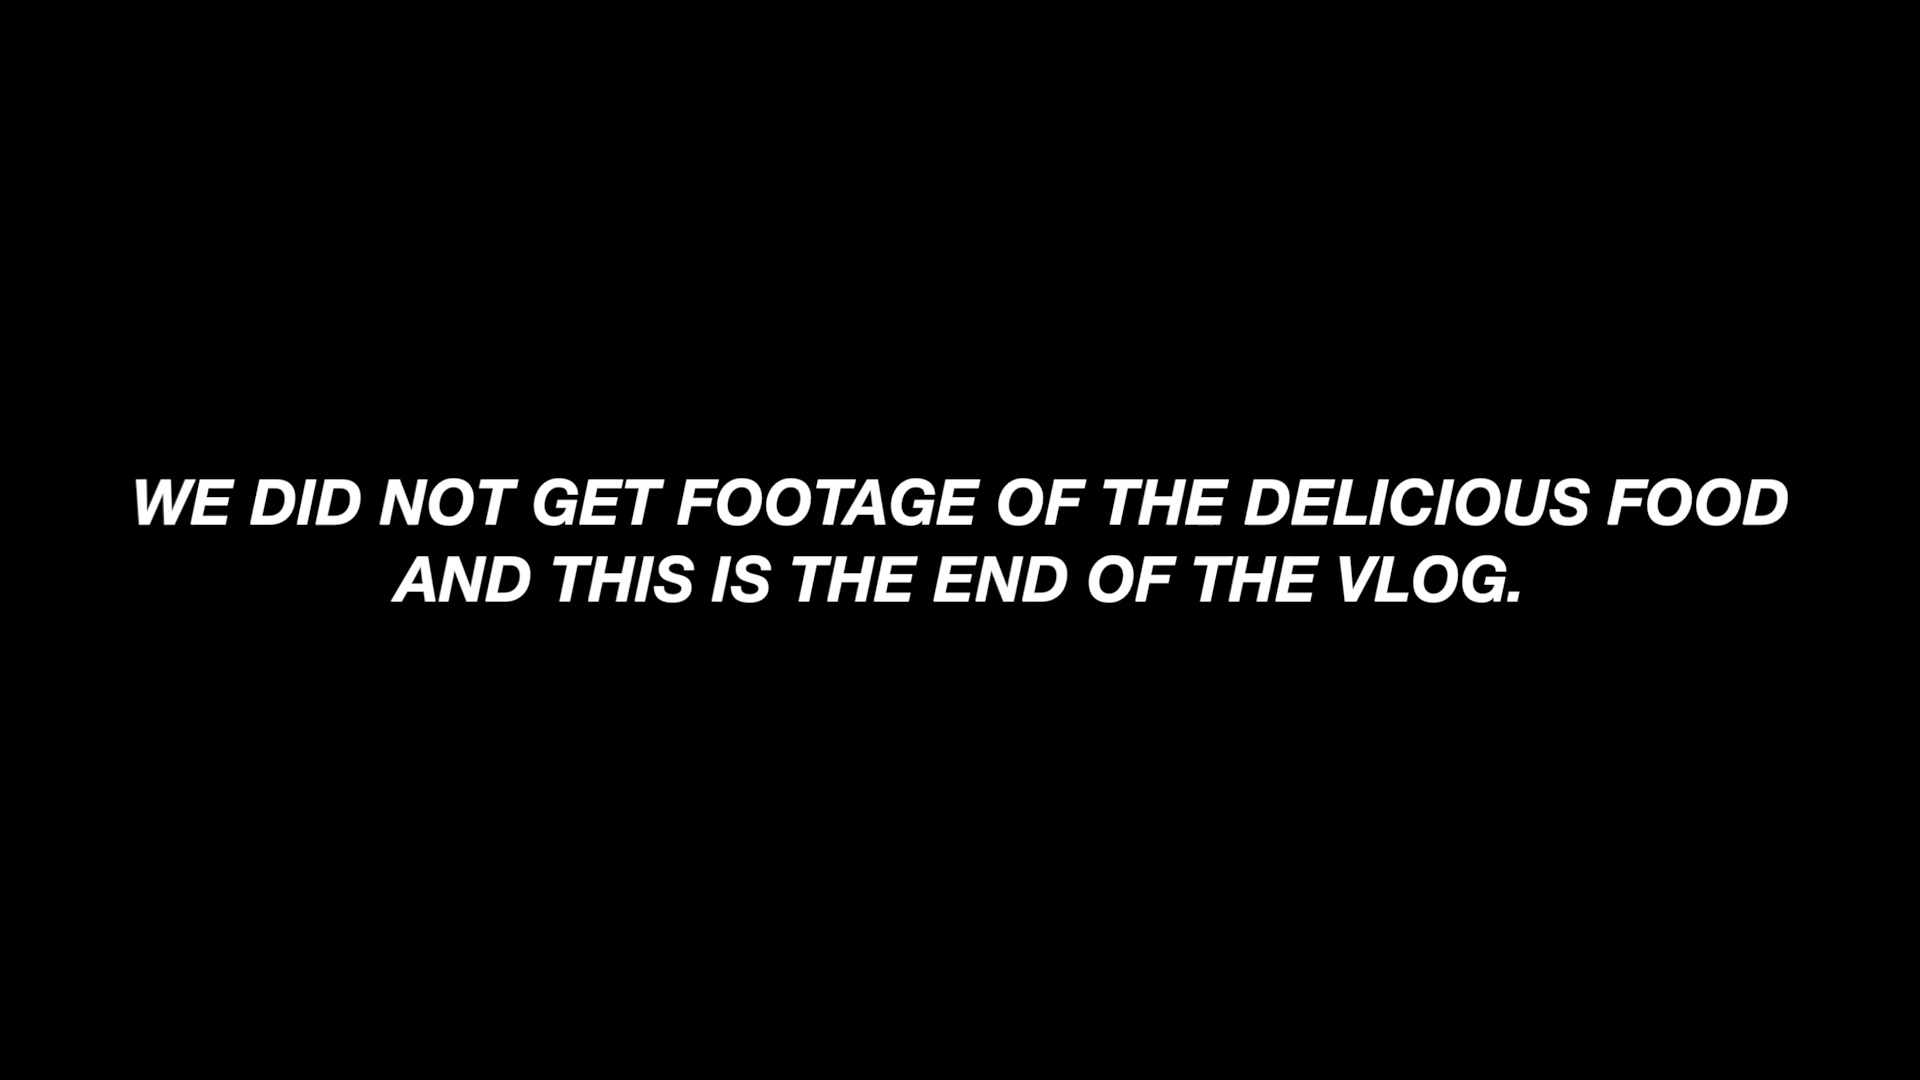 WE DID NOT GET FOOTAGE OF THE DELICIOUS FOOD
AND THIS IS THE END OF THE VLOG.